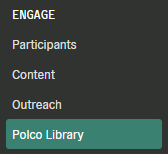 ENGAGE
Participants
Content
Outreach
Polco Library